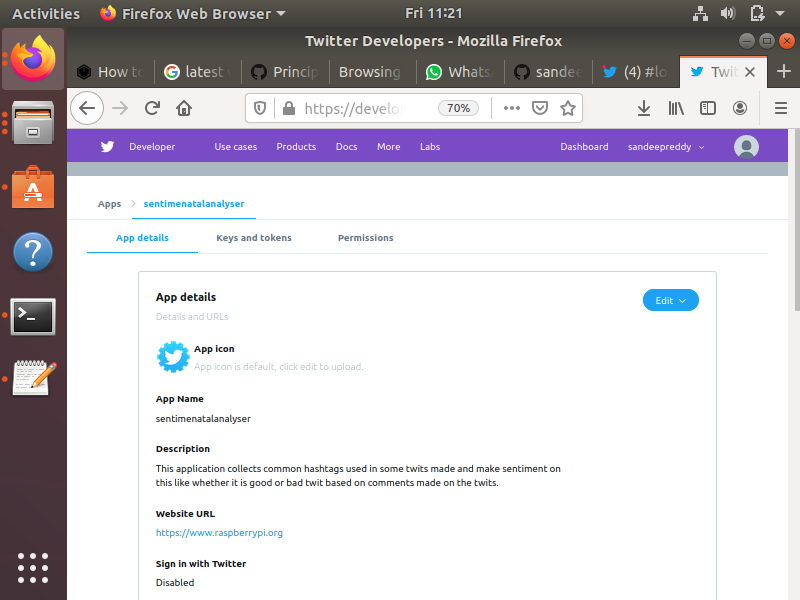 Activities Firefox Web Browser Fri 11:21
Twitter Developers - Mozilla Firefox
How to latest Princip Browsing Whats sandee (4) #lo Twit
https://develo 70%
Developer Use cases Products Docs More Labs Dashboard sandeepreddy
Apps sentimenatalanalyser
App details Keys and tokens Permissions
App details
Edit
Details and URLs
App icon
App icon is default, click edit to upload.
App Name
sentimenatalanalyser
Description
This application collects common hashtags used in some twits made and make sentiment on
this like whether it is good or bad twit based on comments made on the twits.
Website URL
https://www.raspberrypi.org
Sign in with Twitter
Disabled